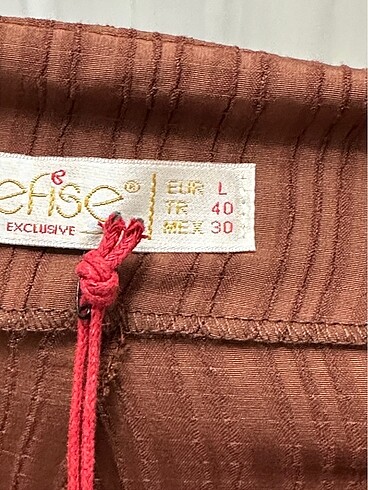 efise®
EXCLUSIVE
EUR L
TR 40
MEX 30